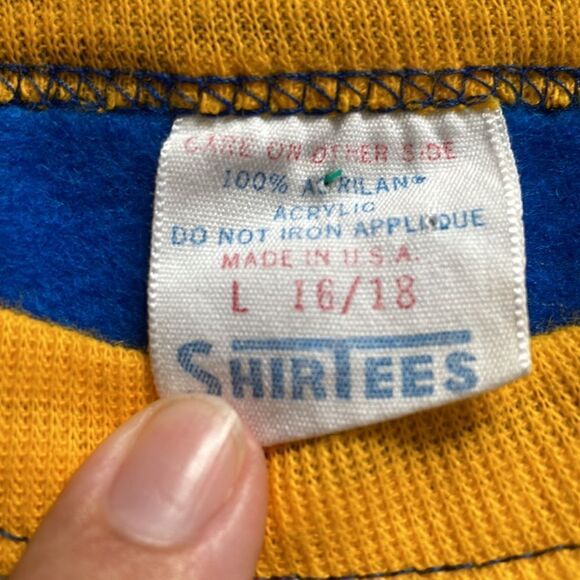 CARE ON OTHER SIDE
100% ACRILAN®
ACRYLIC
DO NOT IRON APPLIQUE
MADE IN U.S.A.
L 16/18
SHIRTEES